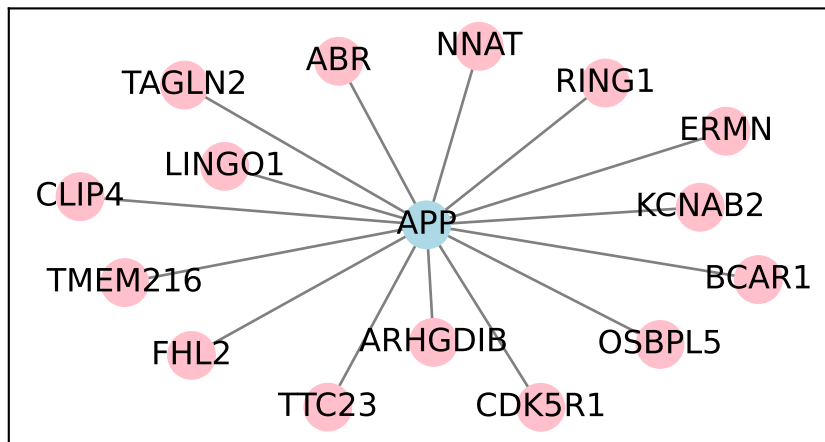 NNAT
ABR
RING1
TAGLN2
ERMN
LINGO1
CLIP4
KCNAB2
APP
BCAR1
TMEM216
ARHGDIB
OSBPL5
FHL2
TTC23
CDK5R1